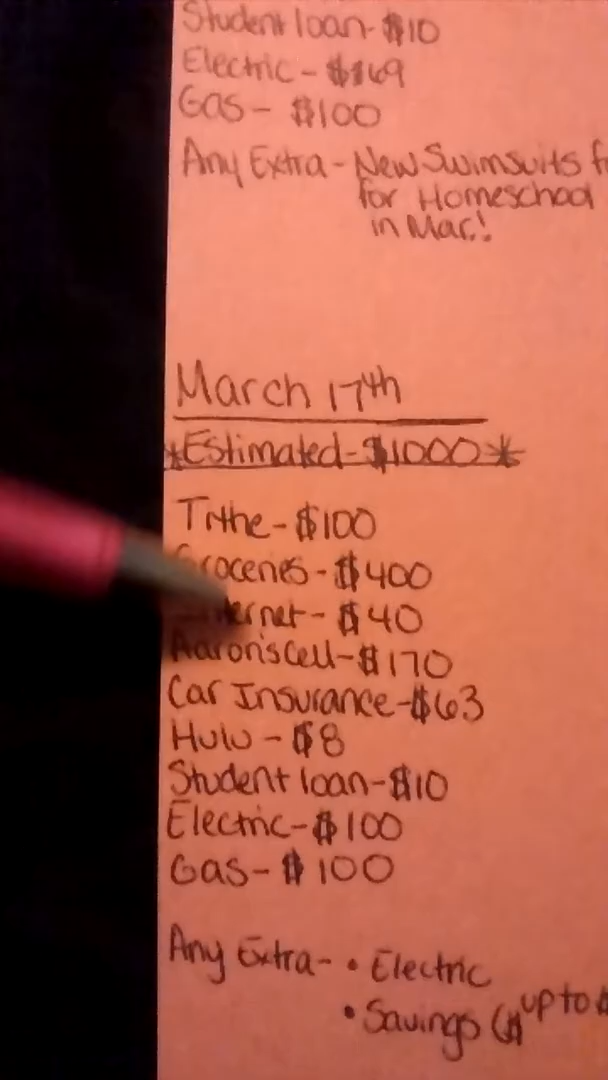 Student loan - $10
Electric - $169
Gas - $100
Any Extra - New Swimsuits
for Homeschool
in Mar!
March 17th
*Estimated - $1000*
Tithe - $100
Groceries - $400
Internet - $40
Aaron's Cell - $170
Car Insurance - $63
Hulu - $8
Student loan - $10
Electric - $100
Gas - $100
Any Extra - • Electric
• Savings (up to $